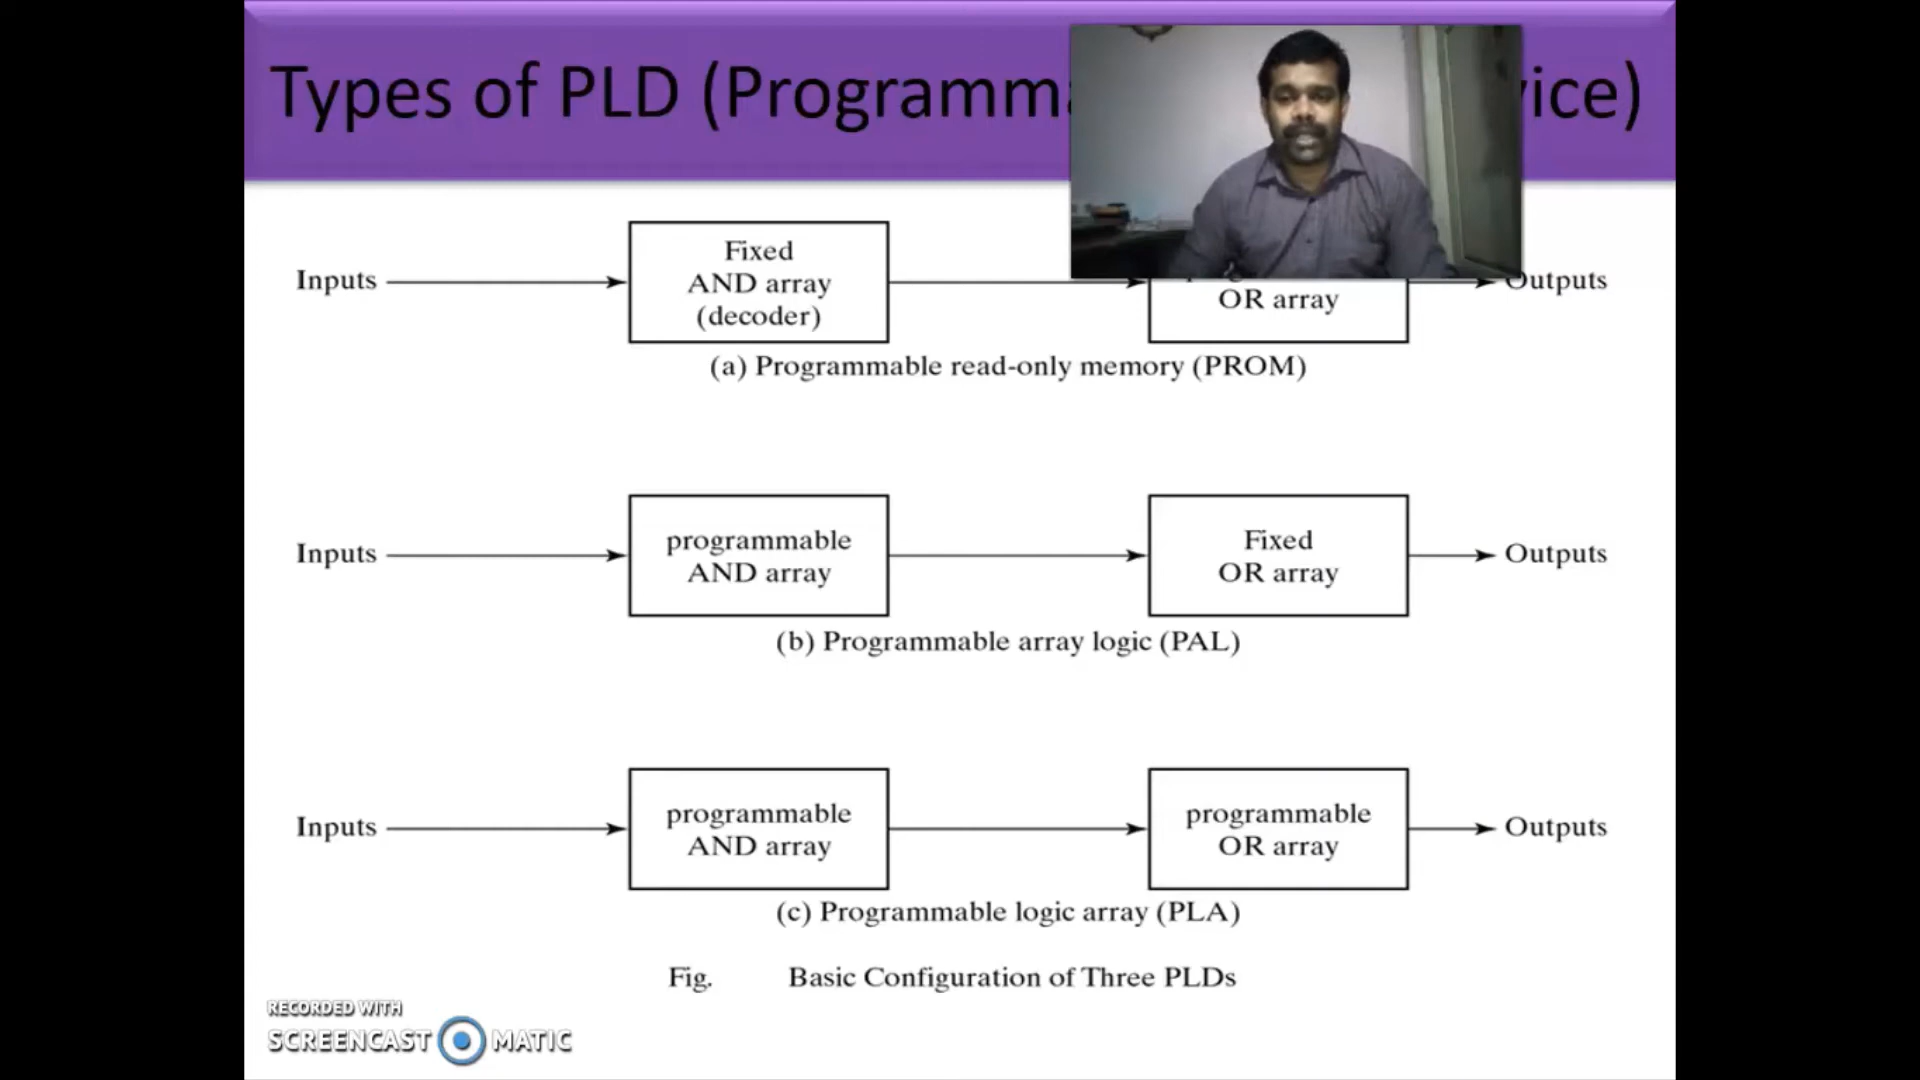 Types of PLD (Programma vice)
Inputs
Fixed
AND array
(decoder)
OR array
Outputs
(a) Programmable read-only memory (PROM)
Inputs
programmable
AND array
Fixed
OR array
Outputs
(b) Programmable array logic (PAL)
Inputs
programmable
AND array
programmable
OR array
Outputs
(c) Programmable logic array (PLA)
Fig. Basic Configuration of Three PLDs
RECORDED WITH
SCREENCAST MATIC